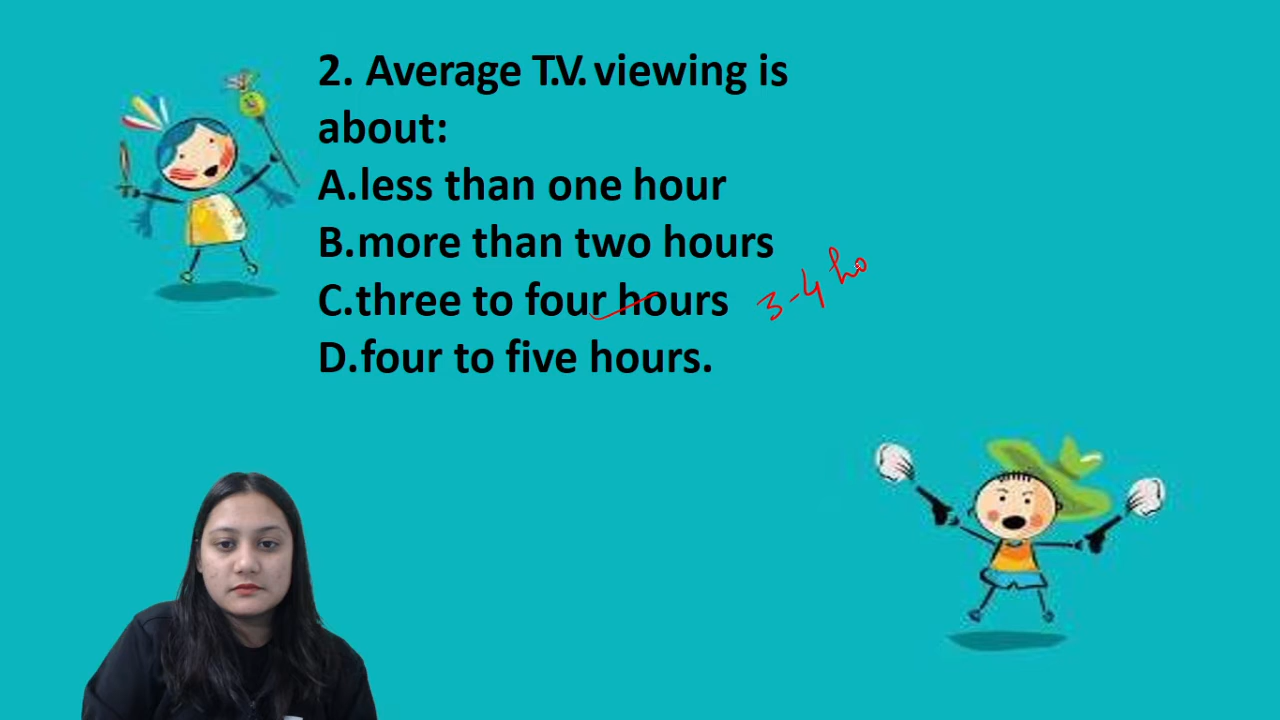 2. Average T.V. viewing is
about:
A.less than one hour
B.more than two hours
C.three to four hours
3-4 ho
D.four to five hours.